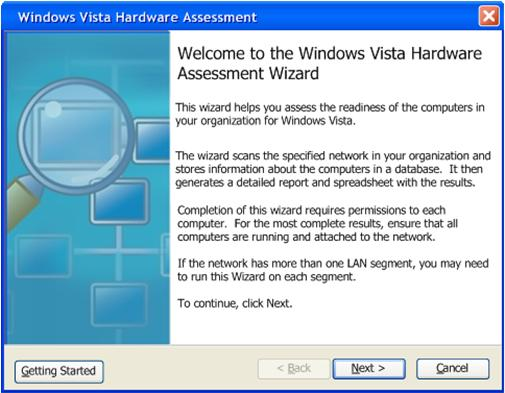 Windows Vista Hardware Assessment
Welcome to the Windows Vista Hardware
Assessment Wizard
This wizard helps you assess the readiness of the computers in
your organization for Windows Vista.
The wizard scans the specified network in your organization and
stores information about the computers in a database.  It then
generates a detailed report and spreadsheet with the results.
Completion of this wizard requires permissions to each
computer.  For the most complete results, ensure that all
computers are running and attached to the network.
If the network has more than one LAN segment, you may need
to run this Wizard on each segment.
To continue, click Next.
Getting Started
< Back
Next >
Cancel